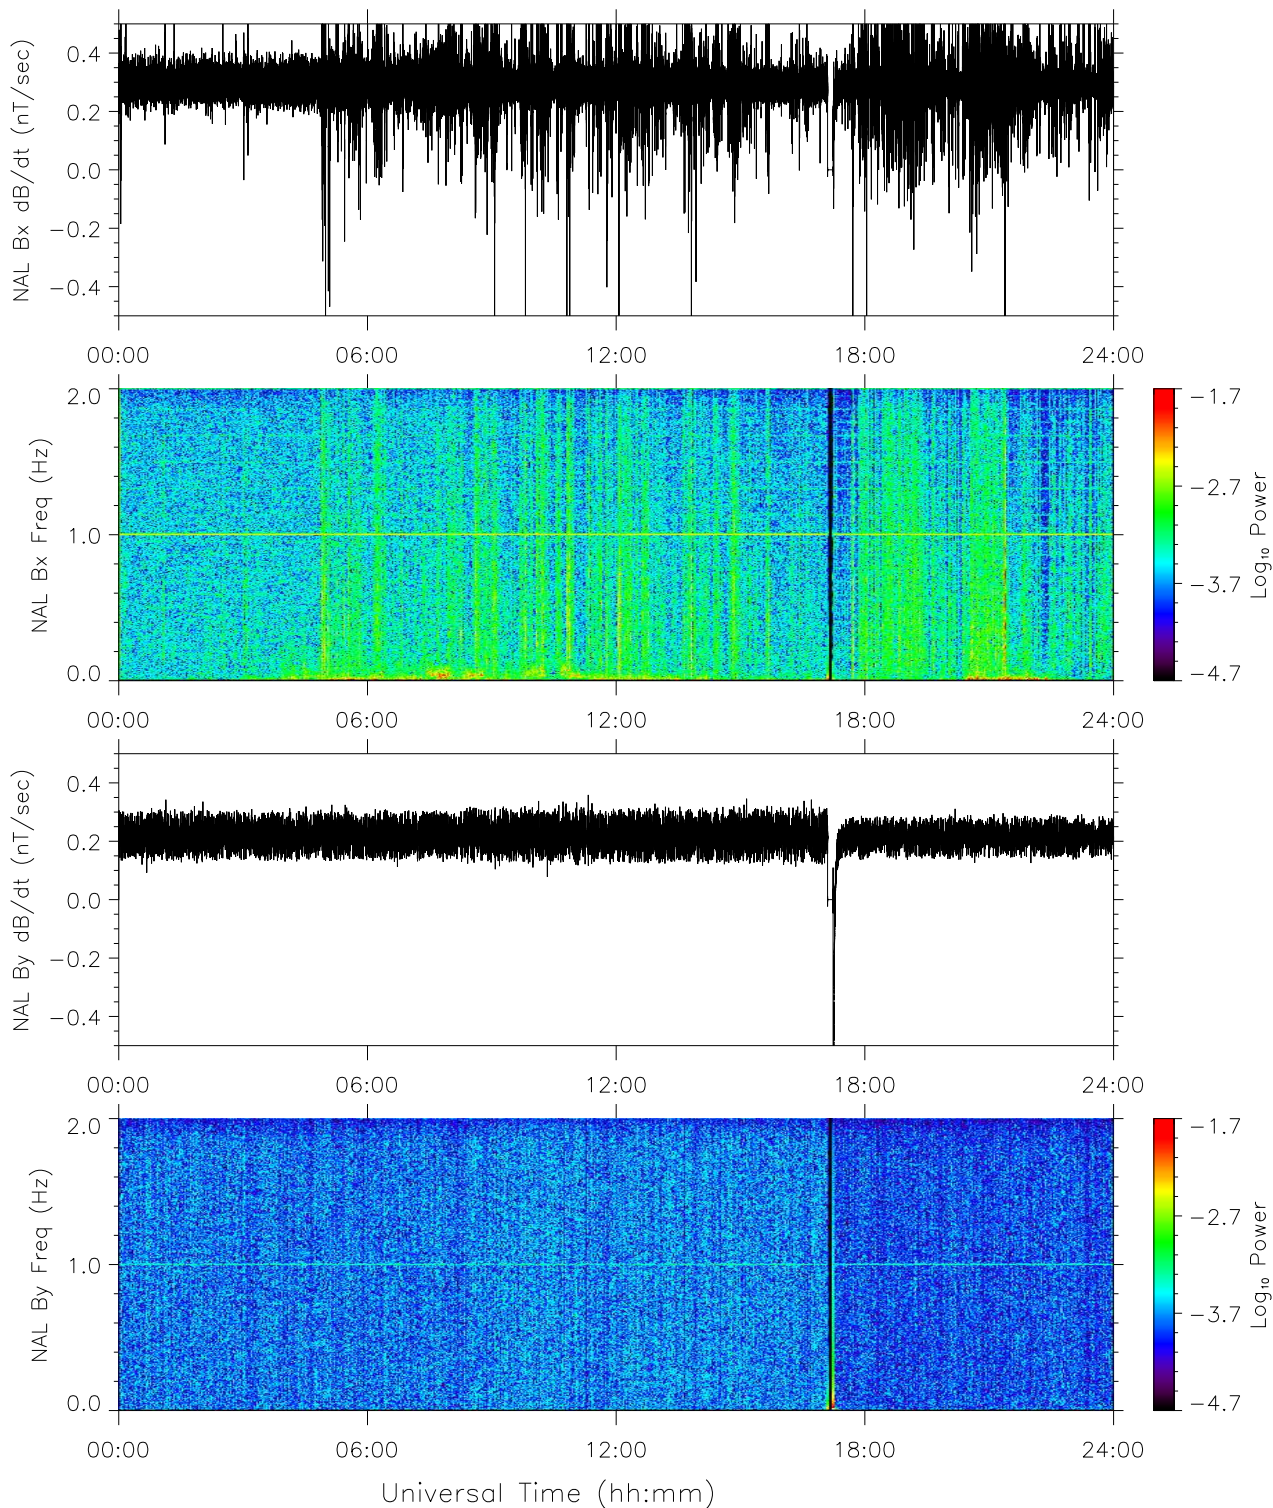 NAL Bx dB/dt (nT/sec)
0.4
0.2
0.0
−0.2
−0.4
00:00 06:00 12:00 18:00 24:00
NAL Bx Freq (Hz)
2.0
1.0
0.0
−1.7
−2.7
−3.7
−4.7
Log₁₀ Power
00:00 06:00 12:00 18:00 24:00
NAL By dB/dt (nT/sec)
0.4
0.2
0.0
−0.2
−0.4
00:00 06:00 12:00 18:00 24:00
NAL By Freq (Hz)
2.0
1.0
0.0
−1.7
−2.7
−3.7
−4.7
Log₁₀ Power
00:00 06:00 12:00 18:00 24:00
Universal Time (hh:mm)